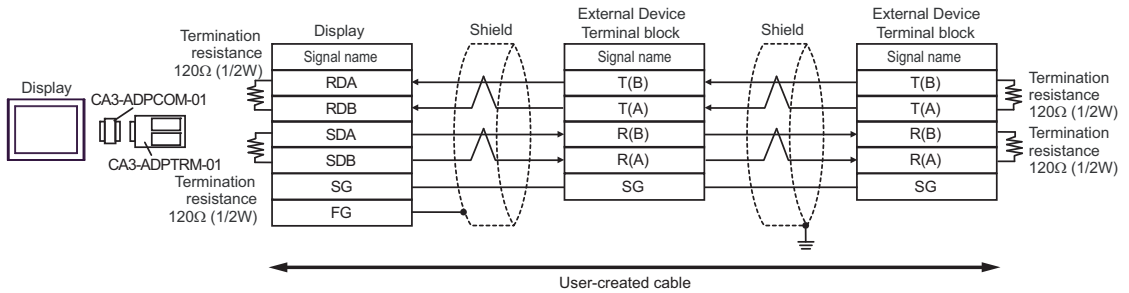 Display
CA3-ADPCOM-01
CA3-ADPTRM-01
Termination
resistance
120Ω (1/2W)
Termination
resistance
120Ω (1/2W)
Display
Signal name
RDA
RDB
SDA
SDB
SG
FG
Shield
External Device
Terminal block
Signal name
T(B)
T(A)
R(B)
R(A)
SG
Shield
External Device
Terminal block
Signal name
T(B)
T(A)
R(B)
R(A)
SG
Termination
resistance
120Ω (1/2W)
Termination
resistance
120Ω (1/2W)
User-created cable